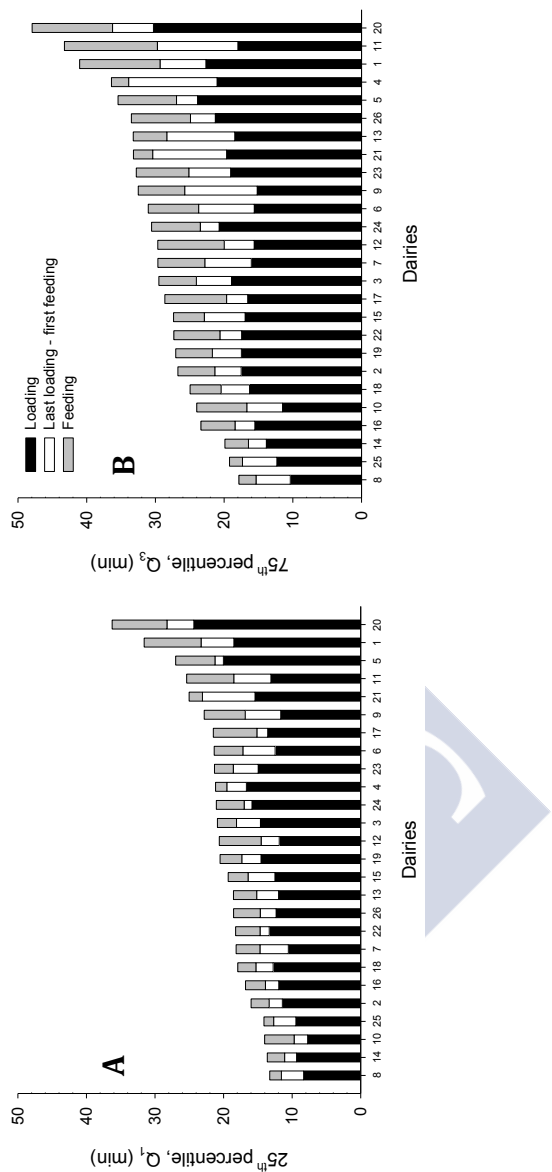 A
25th percentile, Q1 (min)
50
40
30
20
10
0
8 14 10 25 2 16 18 7 22 26 13 15 19 12 3 24 4 23 6 17 9 21 11 5 1 20
Dairies
B
Loading
Last loading - first feeding
Feeding
75th percentile, Q3 (min)
50
40
30
20
10
0
8 25 14 16 10 18 2 19 22 15 17 3 7 12 24 6 9 23 21 13 26 5 4 1 11 20
Dairies